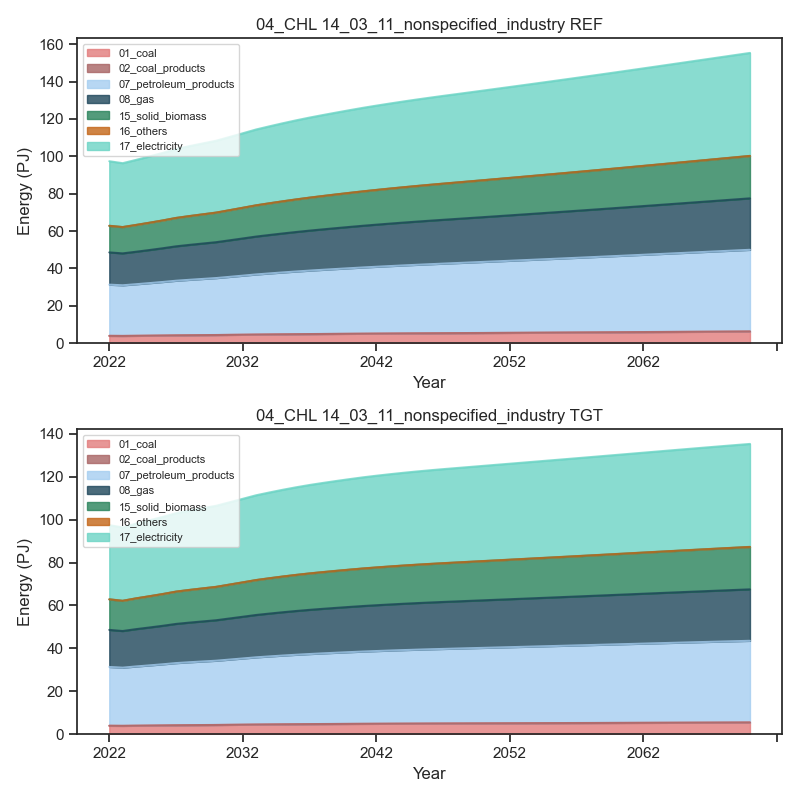 04_CHL 14_03_11_nonspecified_industry REF
160
140
120
100
80
60
40
20
0
Energy (PJ)
01_coal
02_coal_products
07_petroleum_products
08_gas
15_solid_biomass
16_others
17_electricity
2022 2032 2042 2052 2062
Year
04_CHL 14_03_11_nonspecified_industry TGT
140
120
100
80
60
40
20
0
Energy (PJ)
01_coal
02_coal_products
07_petroleum_products
08_gas
15_solid_biomass
16_others
17_electricity
2022 2032 2042 2052 2062
Year